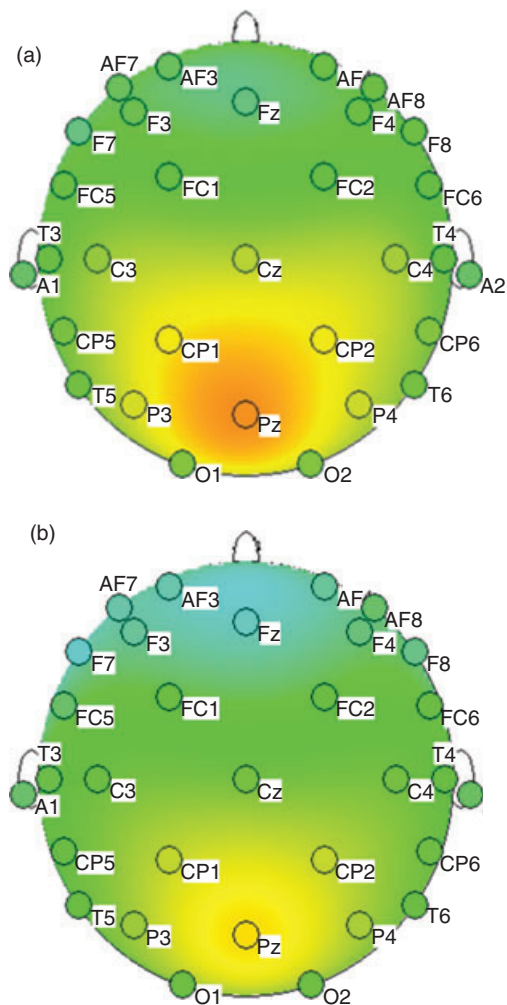 (a)
AF7 AF3 AF AF8
F7 F3 Fz F4 F8
FC5 FC1 FC2 FC6
T3 T4
A1 C3 Cz C4 A2
CP5 CP1 CP2 CP6
T5 P3 Pz P4 T6
O1 O2
(b)
AF7 AF3 AF AF8
F7 F3 Fz F4 F8
FC5 FC1 FC2 FC6
T3 T4
A1 C3 Cz C4
CP5 CP1 CP2 CP6
T5 P3 Pz P4 T6
O1 O2